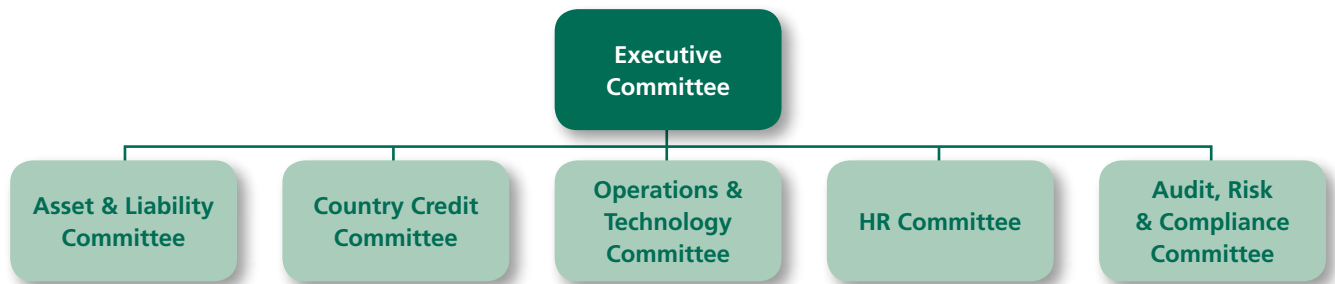 Executive
Committee
Asset & Liability
Committee
Country Credit
Committee
Operations &
Technology
Committee
HR Committee
Audit, Risk
& Compliance
Committee